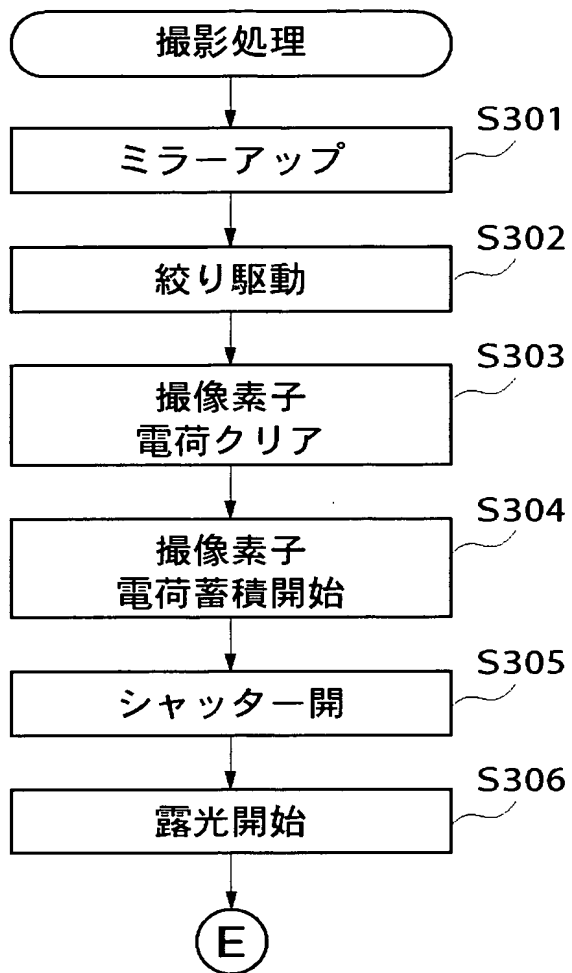 撮影処理
S301
ミラーアップ
S302
絞り駆動
S303
撮像素子
電荷クリア
S304
撮像素子
電荷蓄積開始
S305
シャッター開
S306
露光開始
E